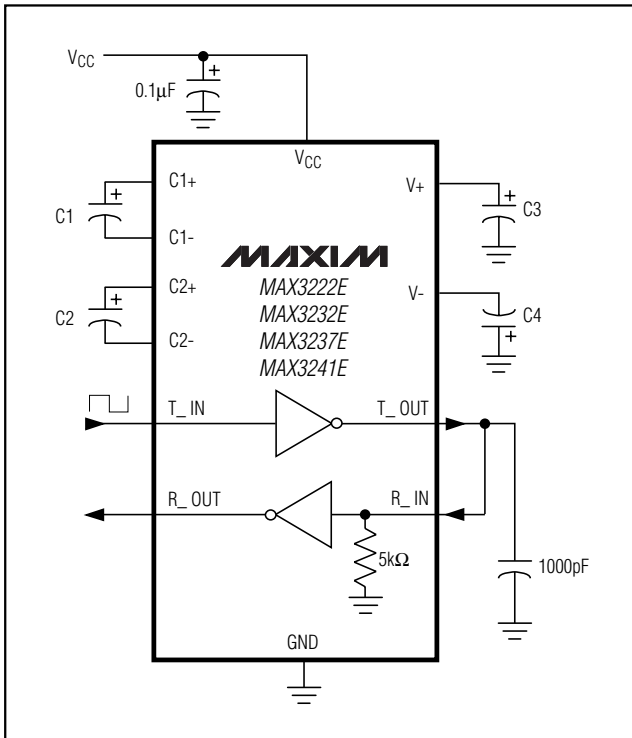 VCC
0.1μF
VCC
C1+
V+
C1
C3
C1-
MAXIM
C2+
MAX3222E
V-
C2
MAX3232E
C4
C2-
MAX3237E
MAX3241E
T_ IN
T_ OUT
R_ OUT
R_ IN
5kΩ
1000pF
GND